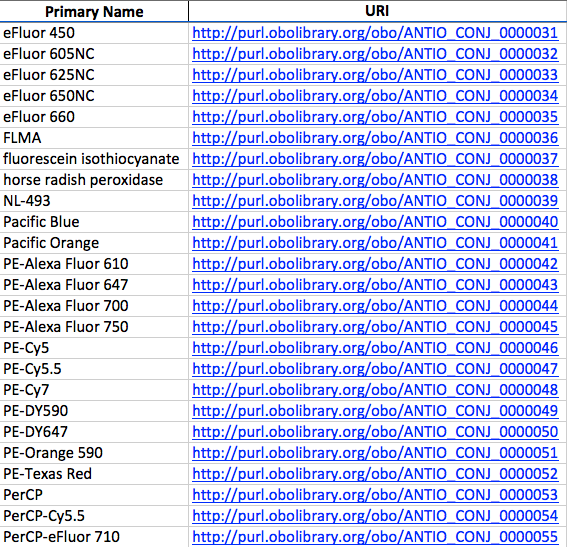 Primary Name URI
eFluor 450 http://purl.obolibrary.org/obo/ANTIO_CONJ_0000031
eFluor 605NC http://purl.obolibrary.org/obo/ANTIO_CONJ_0000032
eFluor 625NC http://purl.obolibrary.org/obo/ANTIO_CONJ_0000033
eFluor 650NC http://purl.obolibrary.org/obo/ANTIO_CONJ_0000034
eFluor 660 http://purl.obolibrary.org/obo/ANTIO_CONJ_0000035
FLMA http://purl.obolibrary.org/obo/ANTIO_CONJ_0000036
fluorescein isothiocyanate http://purl.obolibrary.org/obo/ANTIO_CONJ_0000037
horse radish peroxidase http://purl.obolibrary.org/obo/ANTIO_CONJ_0000038
NL-493 http://purl.obolibrary.org/obo/ANTIO_CONJ_0000039
Pacific Blue http://purl.obolibrary.org/obo/ANTIO_CONJ_0000040
Pacific Orange http://purl.obolibrary.org/obo/ANTIO_CONJ_0000041
PE-Alexa Fluor 610 http://purl.obolibrary.org/obo/ANTIO_CONJ_0000042
PE-Alexa Fluor 647 http://purl.obolibrary.org/obo/ANTIO_CONJ_0000043
PE-Alexa Fluor 700 http://purl.obolibrary.org/obo/ANTIO_CONJ_0000044
PE-Alexa Fluor 750 http://purl.obolibrary.org/obo/ANTIO_CONJ_0000045
PE-Cy5 http://purl.obolibrary.org/obo/ANTIO_CONJ_0000046
PE-Cy5.5 http://purl.obolibrary.org/obo/ANTIO_CONJ_0000047
PE-Cy7 http://purl.obolibrary.org/obo/ANTIO_CONJ_0000048
PE-DY590 http://purl.obolibrary.org/obo/ANTIO_CONJ_0000049
PE-DY647 http://purl.obolibrary.org/obo/ANTIO_CONJ_0000050
PE-Orange 590 http://purl.obolibrary.org/obo/ANTIO_CONJ_0000051
PE-Texas Red http://purl.obolibrary.org/obo/ANTIO_CONJ_0000052
PerCP http://purl.obolibrary.org/obo/ANTIO_CONJ_0000053
PerCP-Cy5.5 http://purl.obolibrary.org/obo/ANTIO_CONJ_0000054
PerCP-eFluor 710 http://purl.obolibrary.org/obo/ANTIO_CONJ_0000055